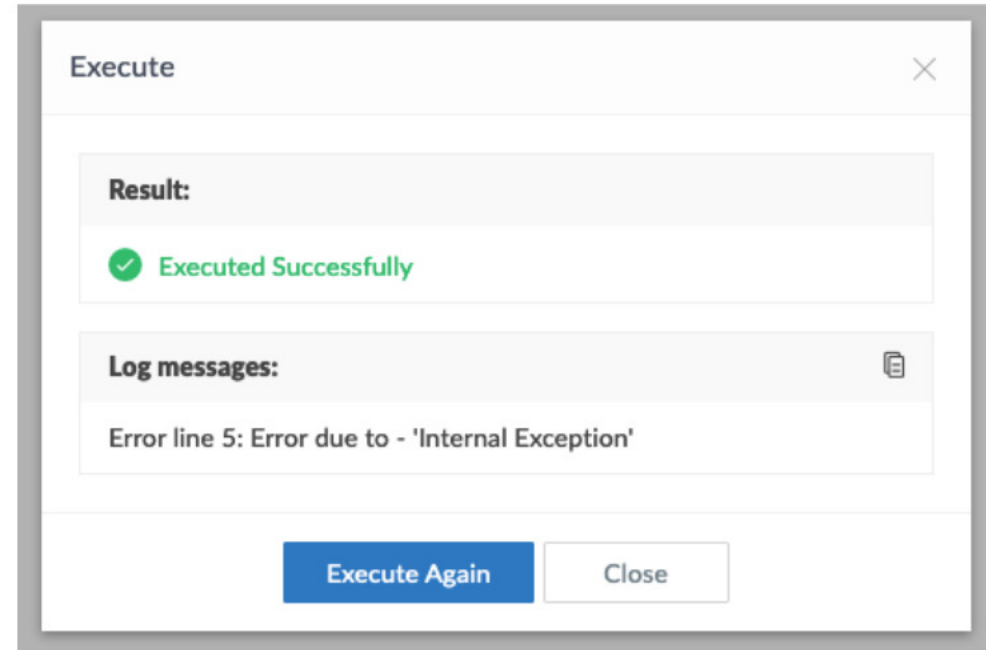 Execute
Result:
Executed Successfully
Log messages:
Error line 5: Error due to - 'Internal Exception'
Execute Again
Close